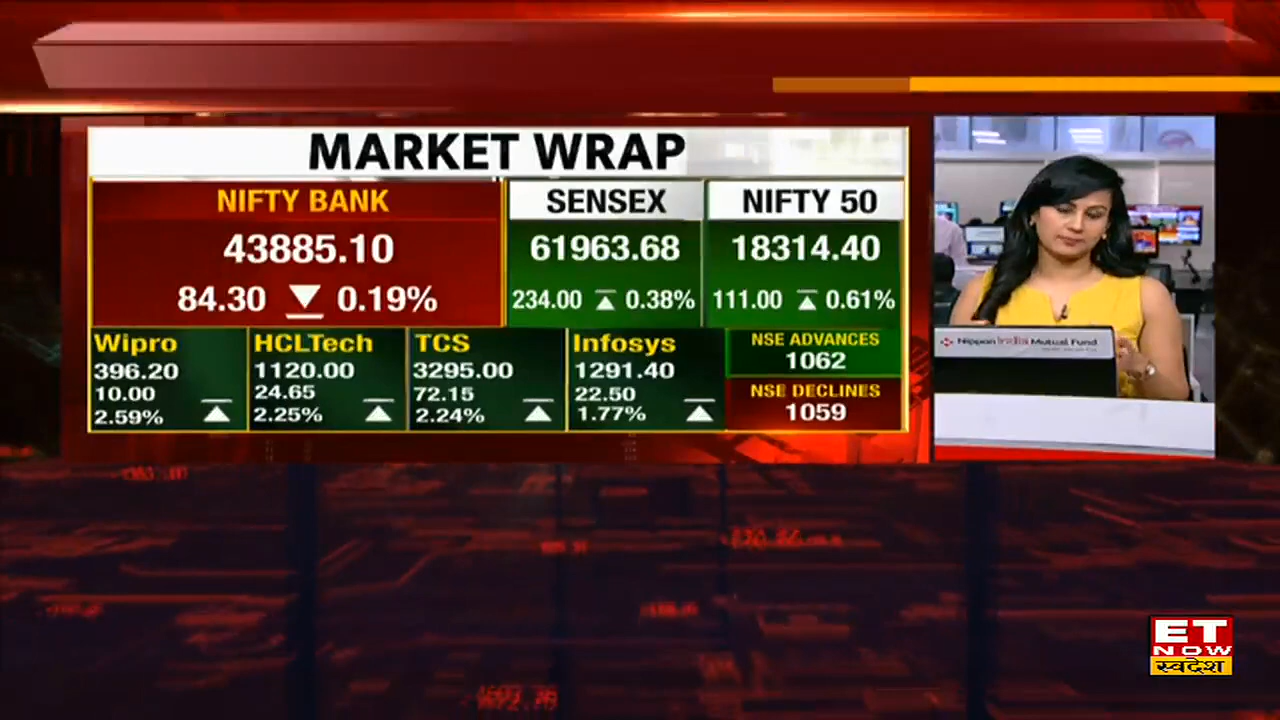 MARKET WRAP
NIFTY BANK
43885.10
84.30 0.19%
SENSEX
61963.68
234.00 0.38%
NIFTY 50
18314.40
111.00 0.61%
Wipro
396.20
10.00
2.59%
HCLTech
1120.00
24.65
2.25%
TCS
3295.00
72.15
2.24%
Infosys
1291.40
22.50
1.77%
NSE ADVANCES
1062
NSE DECLINES
1059
Nippon india Mutual Fund
ET
NOW
स्वदेश